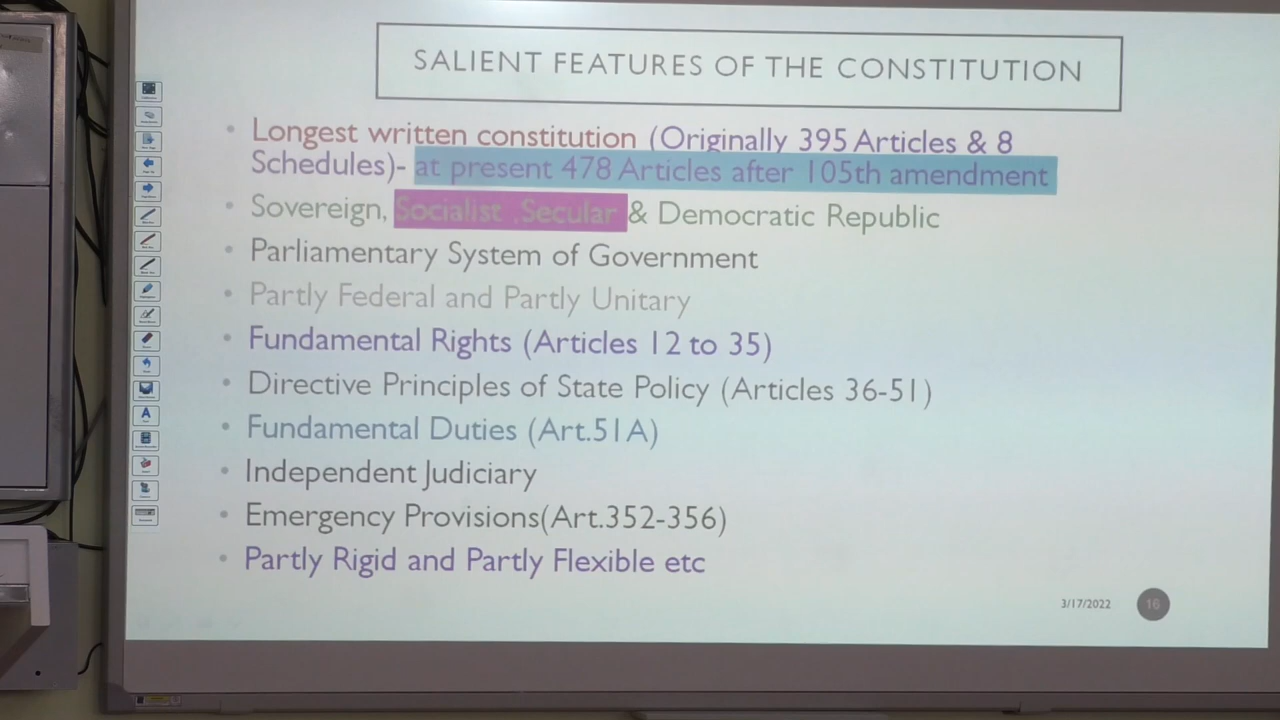 SALIENT FEATURES OF THE CONSTITUTION
• Longest written constitution (Originally 395 Articles & 8
Schedules)- at present 478 Articles after 105th amendment
• Sovereign, Socialist ,Secular & Democratic Republic
• Parliamentary System of Government
• Partly Federal and Partly Unitary
• Fundamental Rights (Articles 12 to 35)
• Directive Principles of State Policy (Articles 36-51)
• Fundamental Duties (Art.51A)
• Independent Judiciary
• Emergency Provisions(Art.352-356)
• Partly Rigid and Partly Flexible etc
3/17/2022 16